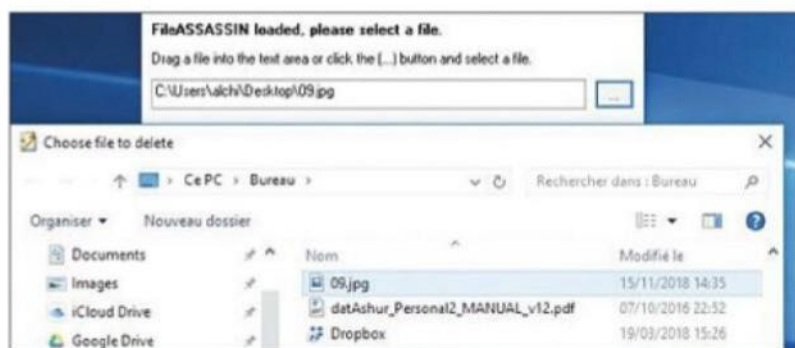 FileASSASSIN loaded, please select a file.
Drag a file into the text area or click the (...) button and select a file.
C:\Users\alchi\Desktop\09.jpg
...
Choose file to delete
Ce PC > Bureau >
Rechercher dans : Bureau
Organiser
Nouveau dossier
Documents
Images
iCloud Drive
Google Drive
Nom
Modifié le
09.jpg
15/11/2018 14:35
datAshur_Personal2_MANUAL_v12.pdf
07/10/2016 22:52
Dropbox
19/03/2018 15:26